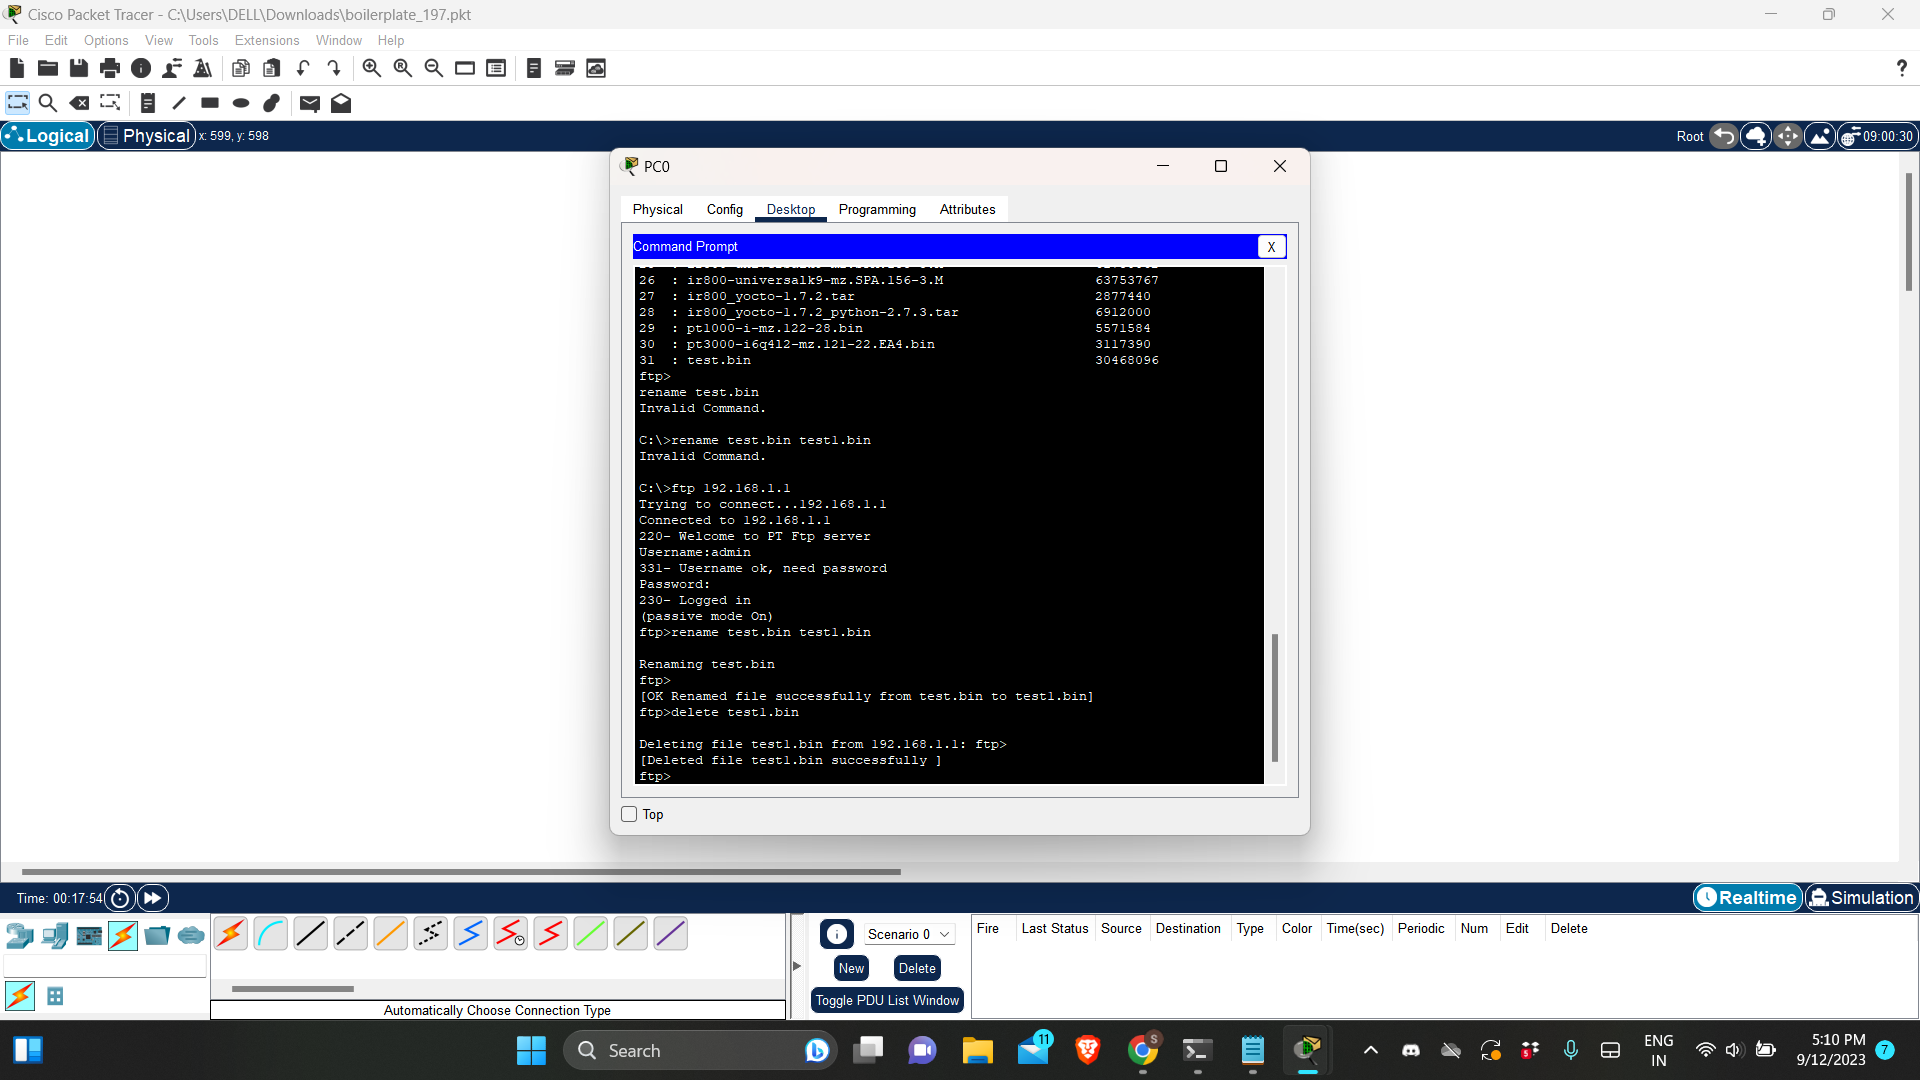 Cisco Packet Tracer - C:\Users\DELL\Downloads\boilerplate_197.pkt
File Edit Options View Tools Extensions Window Help
?
Logical Physical x: 599, y: 598 Root 09:00:30
PC0
Physical Config Desktop Programming Attributes
Command Prompt X
26 : ir800-universalk9-mz.SPA.156-3.M 63753767
27 : ir800_yocto-1.7.2.tar 2877440
28 : ir800_yocto-1.7.2_python-2.7.3.tar 6912000
29 : pt1000-i-mz.122-28.bin 5571584
30 : pt3000-i6q4l2-mz.121-22.EA4.bin 3117390
31 : test.bin 30468096
ftp>
rename test.bin
Invalid Command.
C:\>rename test.bin test1.bin
Invalid Command.
C:\>ftp 192.168.1.1
Trying to connect...192.168.1.1
Connected to 192.168.1.1
220- Welcome to PT Ftp server
Username:admin
331- Username ok, need password
Password:
230- Logged in
(passive mode On)
ftp>rename test.bin test1.bin
Renaming test.bin
ftp>
[OK Renamed file successfully from test.bin to test1.bin]
ftp>delete test1.bin
Deleting file test1.bin from 192.168.1.1: ftp>
[Deleted file test1.bin successfully ]
ftp>
Top
Time: 00:17:54 Realtime Simulation
Scenario 0
New Delete
Toggle PDU List Window
Fire Last Status Source Destination Type Color Time(sec) Periodic Num Edit Delete
Automatically Choose Connection Type
Search
11
S
5
ENG
IN
5:10 PM
9/12/2023
7